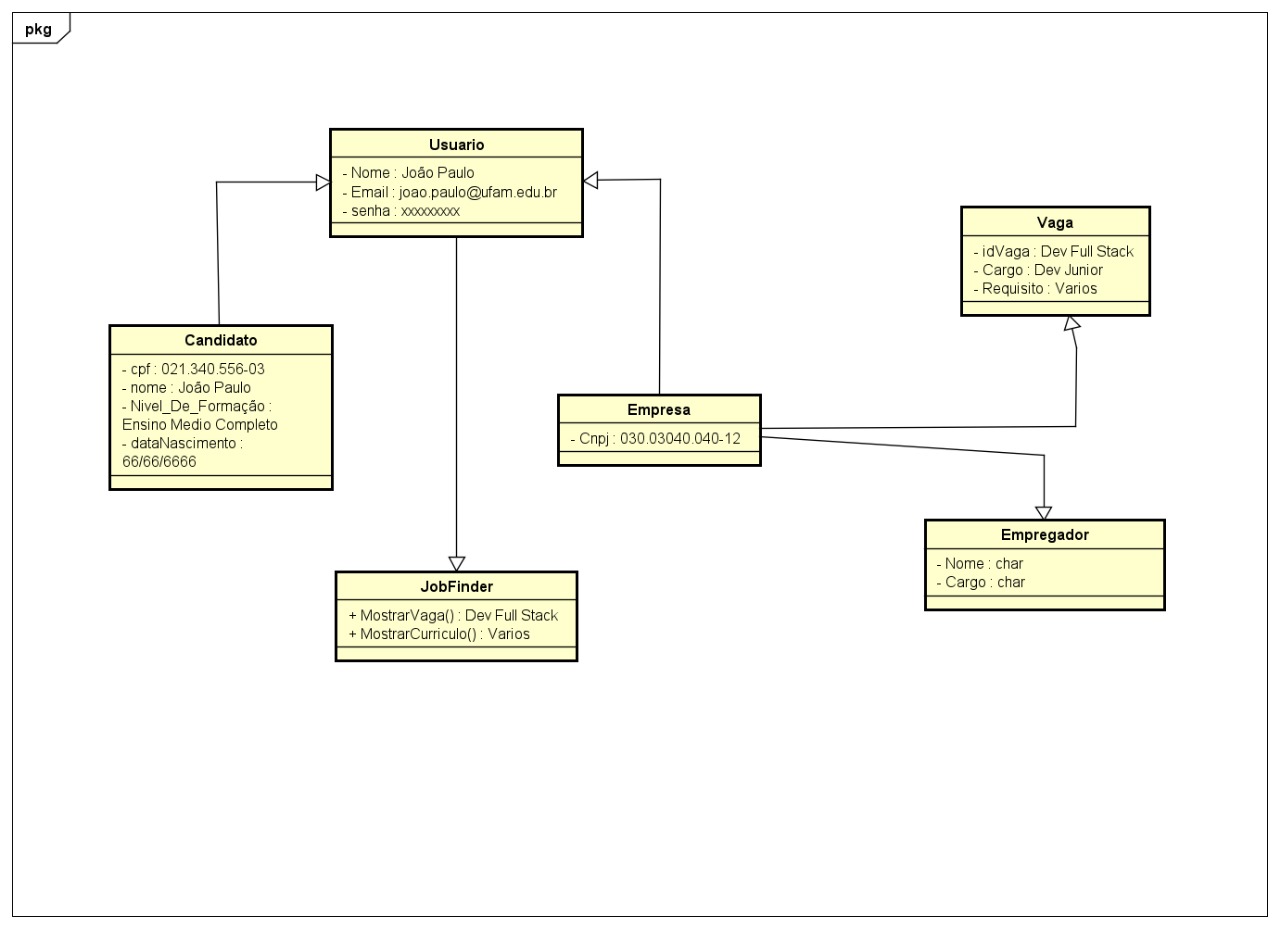 pkg
Usuario
- Nome : João Paulo
- Email : joao.paulo@ufam.edu.br
- senha : xxxxxxxxx
Vaga
- idVaga : Dev Full Stack
- Cargo : Dev Junior
- Requisito : Varios
Candidato
- cpf : 021.340.556-03
- nome : João Paulo
- Nivel_De_Formação :
Ensino Medio Completo
- dataNascimento :
66/66/6666
Empresa
- Cnpj : 030.03040.040-12
Empregador
- Nome : char
- Cargo : char
JobFinder
+ MostrarVaga() : Dev Full Stack
+ MostrarCurriculo() : Varios